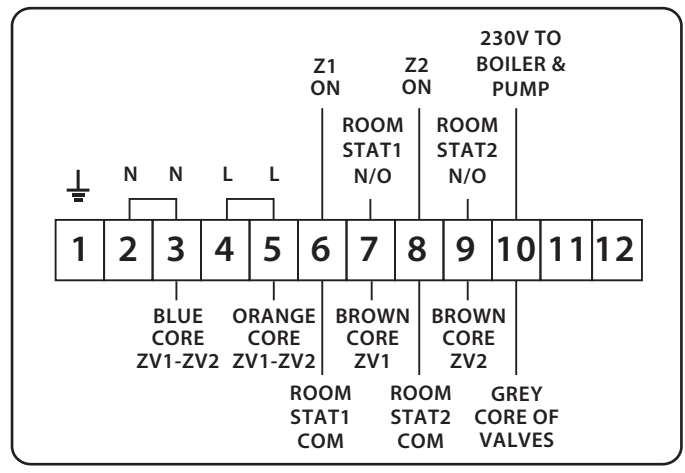 230V TO
BOILER &
PUMP
Z1
ON
Z2
ON
ROOM
STAT1
N/O
ROOM
STAT2
N/O
N N L L
1 2 3 4 5 6 7 8 9 10 11 12
BLUE
CORE
ZV1-ZV2
ORANGE
CORE
ZV1-ZV2
BROWN
CORE
ZV1
BROWN
CORE
ZV2
ROOM
STAT1
COM
ROOM
STAT2
COM
GREY
CORE OF
VALVES